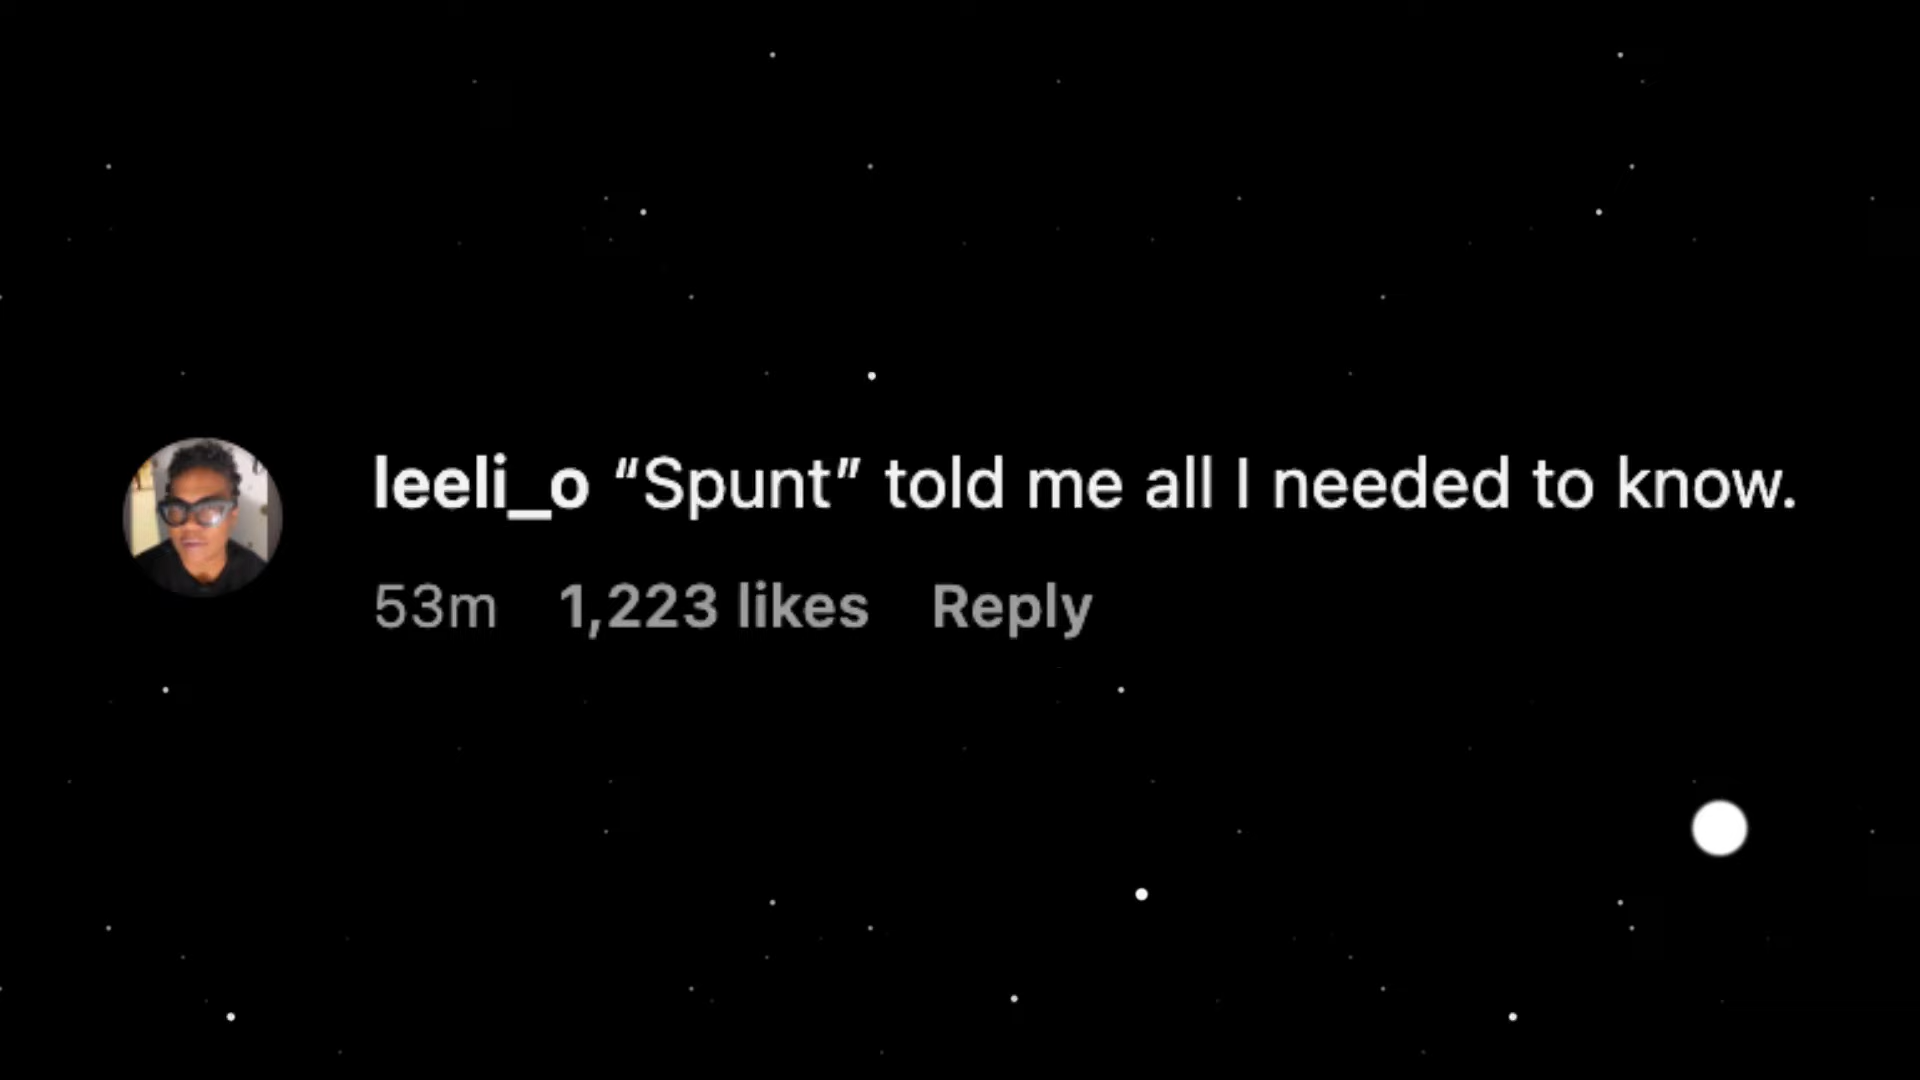 leeli_o “Spunt” told me all I needed to know.
53m 1,223 likes Reply